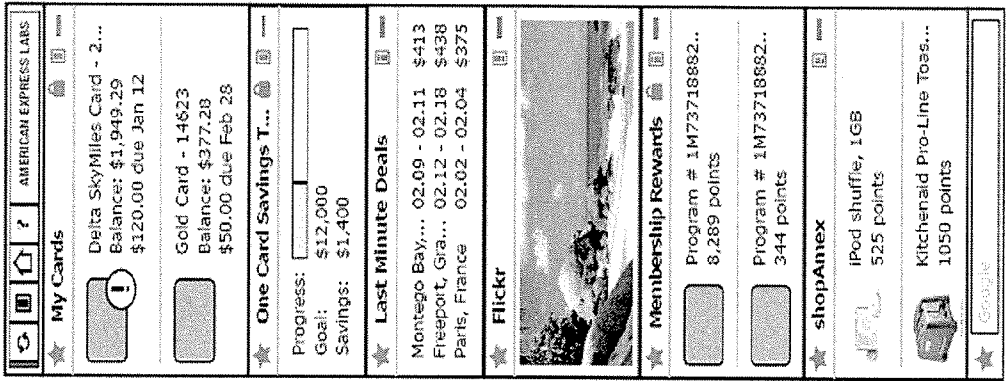 ? AMERICAN EXPRESS LABS
My Cards
Delta SkyMiles Card - 2...
Balance: $1,949.29
$120.00 due Jan 12
!
Gold Card - 14623
Balance: $377.28
$50.00 due Feb 28
One Card Savings T...
Progress:
Goal: $12,000
Savings: $1,400
Last Minute Deals
Montego Bay,... 02.09 - 02.11 $413
Freeport, Gra... 02.12 - 02.18 $438
Paris, France 02.02 - 02.04 $375
Flickr
Membership Rewards
Program # 1M73718882..
8,289 points
Program # 1M73718882..
344 points
shopAmex
iPod shuffle, 1GB
525 points
Kitchenaid Pro-Line Toas...
1050 points
Google